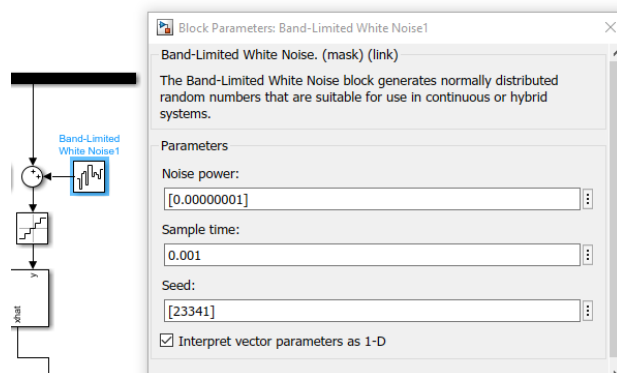 Block Parameters: Band-Limited White Noise1
Band-Limited White Noise. (mask) (link)
The Band-Limited White Noise block generates normally distributed
random numbers that are suitable for use in continuous or hybrid
systems.
Parameters
Noise power:
[0.00000001]
Sample time:
0.001
Seed:
[23341]
Interpret vector parameters as 1-D
Band-Limited
White Noise1
y
xhat